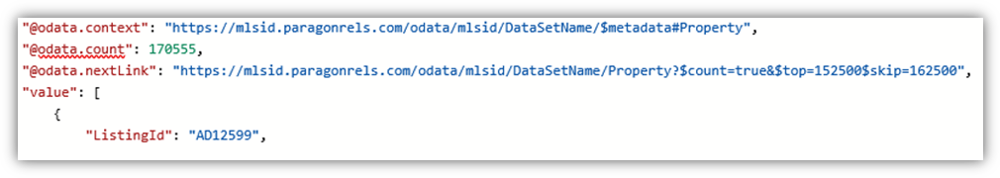 "@odata.context": "https://mlsid.paragonrels.com/odata/mlsid/DataSetName/$metadata#Property",
"@odata.count": 170555,
"@odata.nextLink": "https://mlsid.paragonrels.com/odata/mlsid/DataSetName/Property?$count=true&$top=152500$skip=162500",
"value": [
{
"ListingId": "AD12599",